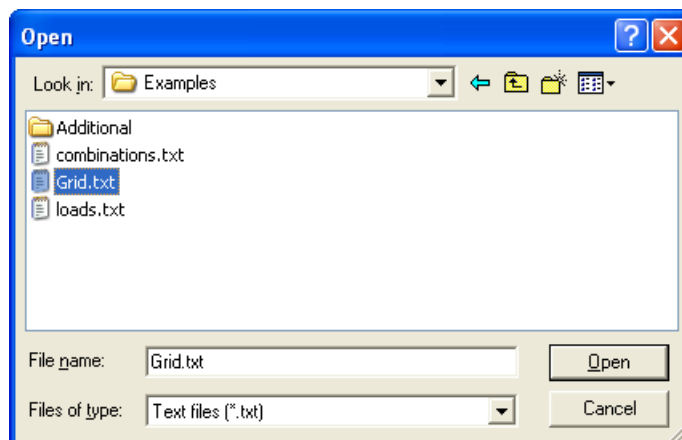 Open
Look in: Examples
Additional
combinations.txt
Grid.txt
loads.txt
File name: Grid.txt Open
Files of type: Text files (*.txt) Cancel